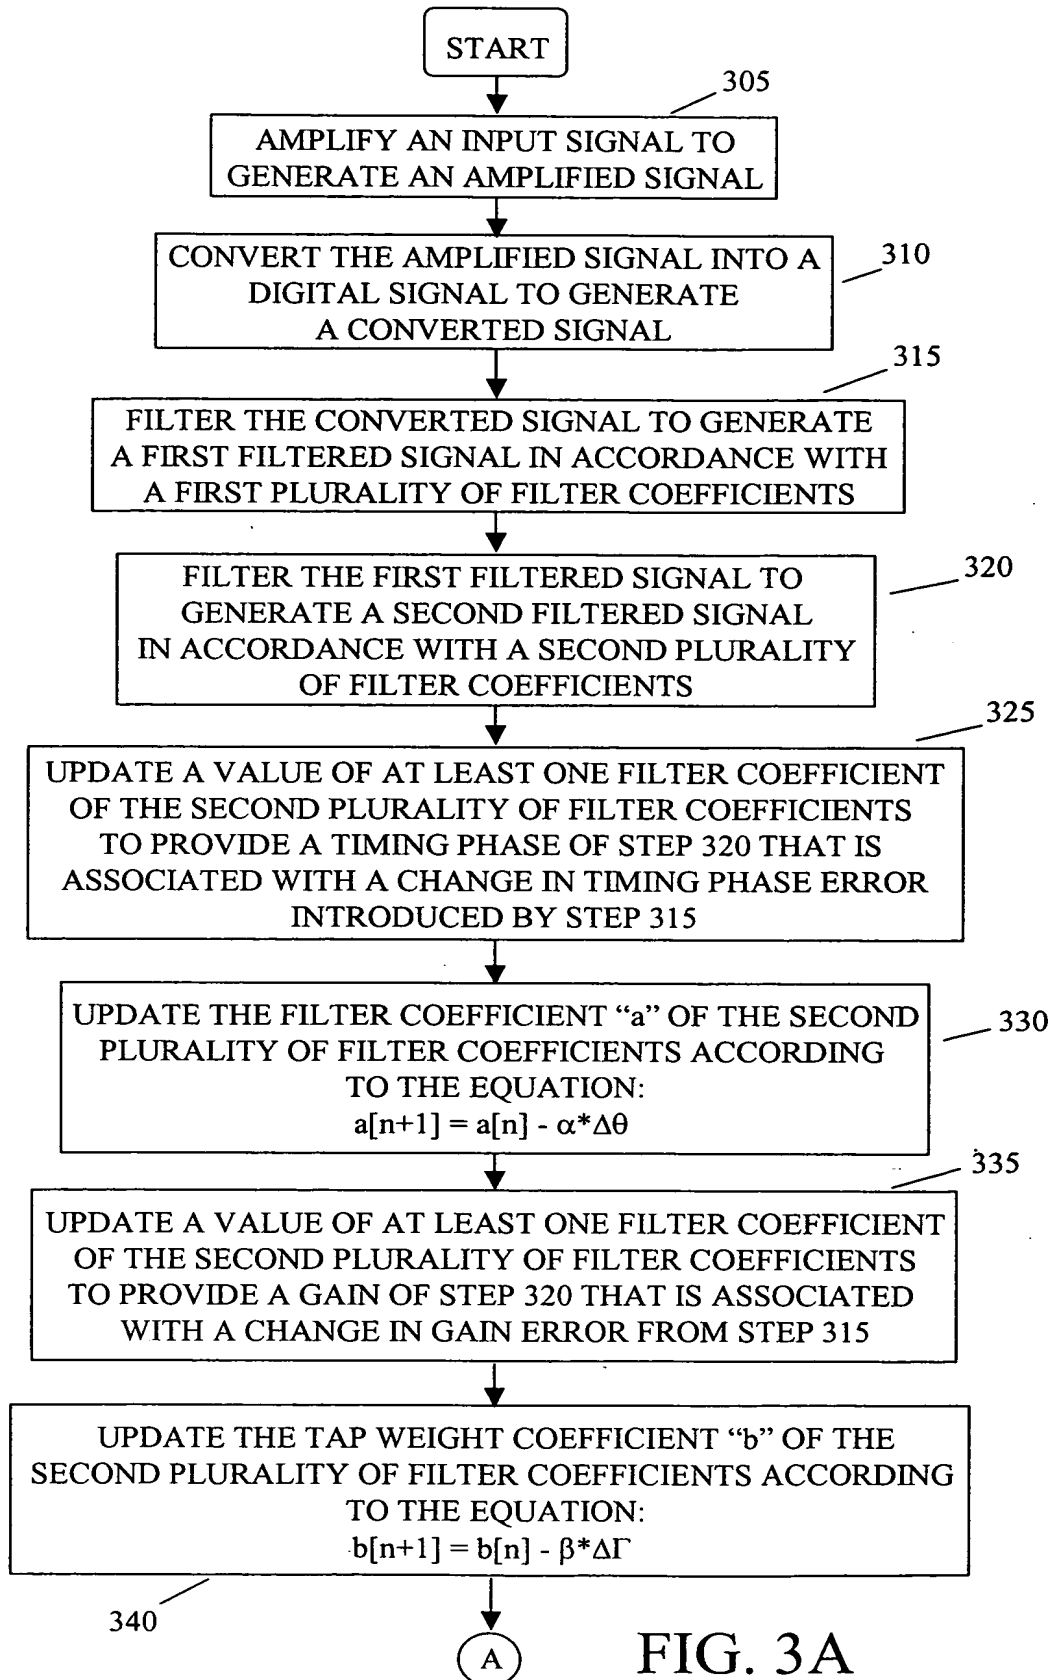 START
305
AMPLIFY AN INPUT SIGNAL TO
GENERATE AN AMPLIFIED SIGNAL
310
CONVERT THE AMPLIFIED SIGNAL INTO A
DIGITAL SIGNAL TO GENERATE
A CONVERTED SIGNAL
315
FILTER THE CONVERTED SIGNAL TO GENERATE
A FIRST FILTERED SIGNAL IN ACCORDANCE WITH
A FIRST PLURALITY OF FILTER COEFFICIENTS
320
FILTER THE FIRST FILTERED SIGNAL TO
GENERATE A SECOND FILTERED SIGNAL
IN ACCORDANCE WITH A SECOND PLURALITY
OF FILTER COEFFICIENTS
325
UPDATE A VALUE OF AT LEAST ONE FILTER COEFFICIENT
OF THE SECOND PLURALITY OF FILTER COEFFICIENTS
TO PROVIDE A TIMING PHASE OF STEP 320 THAT IS
ASSOCIATED WITH A CHANGE IN TIMING PHASE ERROR
INTRODUCED BY STEP 315
330
UPDATE THE FILTER COEFFICIENT “a” OF THE SECOND
PLURALITY OF FILTER COEFFICIENTS ACCORDING
TO THE EQUATION:
a[n+1] = a[n] - α*Δθ
335
UPDATE A VALUE OF AT LEAST ONE FILTER COEFFICIENT
OF THE SECOND PLURALITY OF FILTER COEFFICIENTS
TO PROVIDE A GAIN OF STEP 320 THAT IS ASSOCIATED
WITH A CHANGE IN GAIN ERROR FROM STEP 315
UPDATE THE TAP WEIGHT COEFFICIENT “b” OF THE
SECOND PLURALITY OF FILTER COEFFICIENTS ACCORDING
TO THE EQUATION:
b[n+1] = b[n] - β*ΔΓ
340
A
FIG. 3A